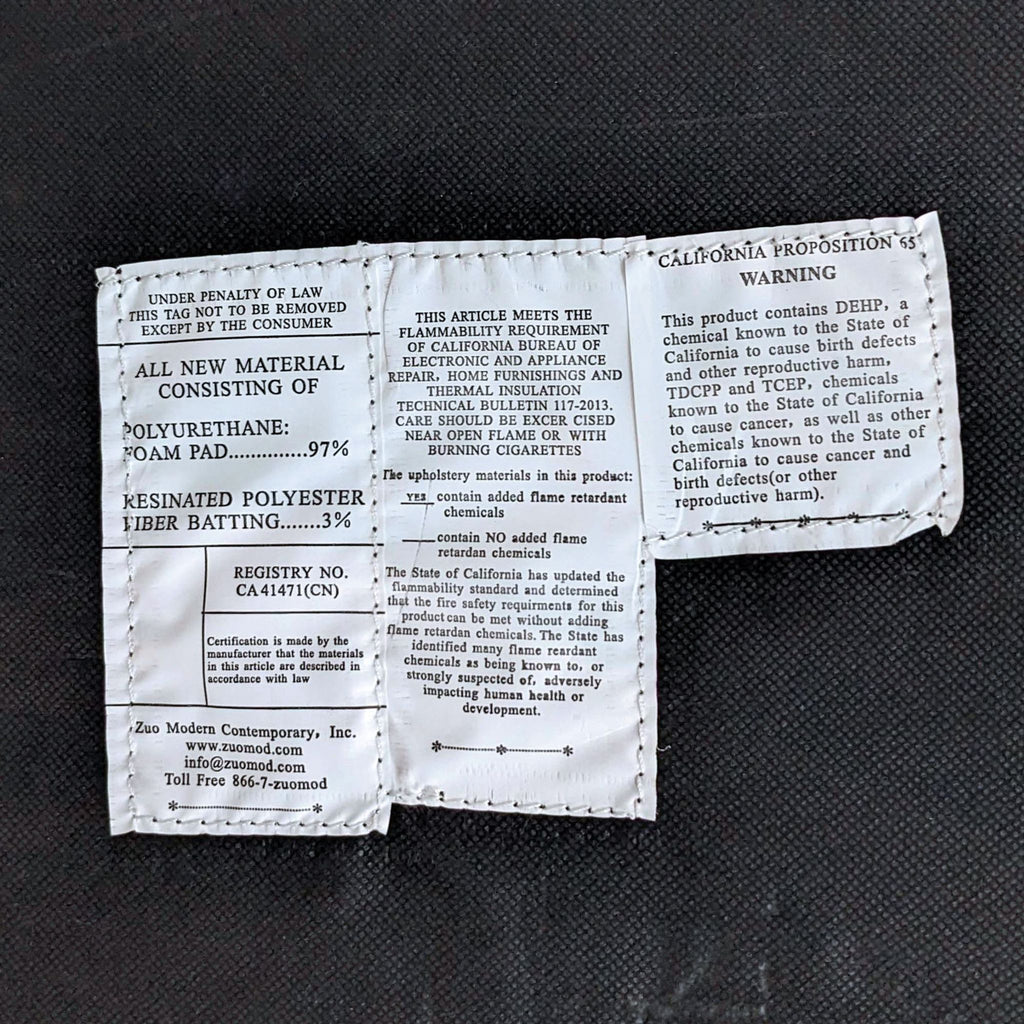 UNDER PENALTY OF LAW
THIS TAG NOT TO BE REMOVED
EXCEPT BY THE CONSUMER
ALL NEW MATERIAL
CONSISTING OF
POLYURETHANE:
FOAM PAD..............97%
RESINATED POLYESTER
FIBER BATTING.......3%
REGISTRY NO.
CA41471(CN)
Certification is made by the
manufacturer that the materials
in this article are described in
accordance with law
Zuo Modern Contemporary, Inc.
www.zuomod.com
info@zuomod.com
Toll Free 866-7-zuomod
THIS ARTICLE MEETS THE
FLAMMABILITY REQUIREMENT
OF CALIFORNIA BUREAU OF
ELECTRONIC AND APPLIANCE
REPAIR, HOME FURNISHINGS AND
THERMAL INSULATION
TECHNICAL BULLETIN 117-2013.
CARE SHOULD BE EXCER CISED
NEAR OPEN FLAME OR WITH
BURNING CIGARETTES
The upholstery materials in this product:
YES contain added flame retardant
chemicals
____contain NO added flame
retardan chemicals
The State of California has updated the
flammability standard and determined
that the fire safety requirments for this
product can be met without adding
flame retardan chemicals. The State has
identified many flame reardant
chemicals as being known to, or
strongly suspected of, adversely
impacting human health or
development.
CALIFORNIA PROPOSITION 65
WARNING
This product contains DEHP, a
chemical known to the State of
California to cause birth defects
and other reproductive harm,
TDCPP and TCEP, chemicals
known to the State of California
to cause cancer, as well as other
chemicals known to the State of
California to cause cancer and
birth defects(or other
reproductive harm).